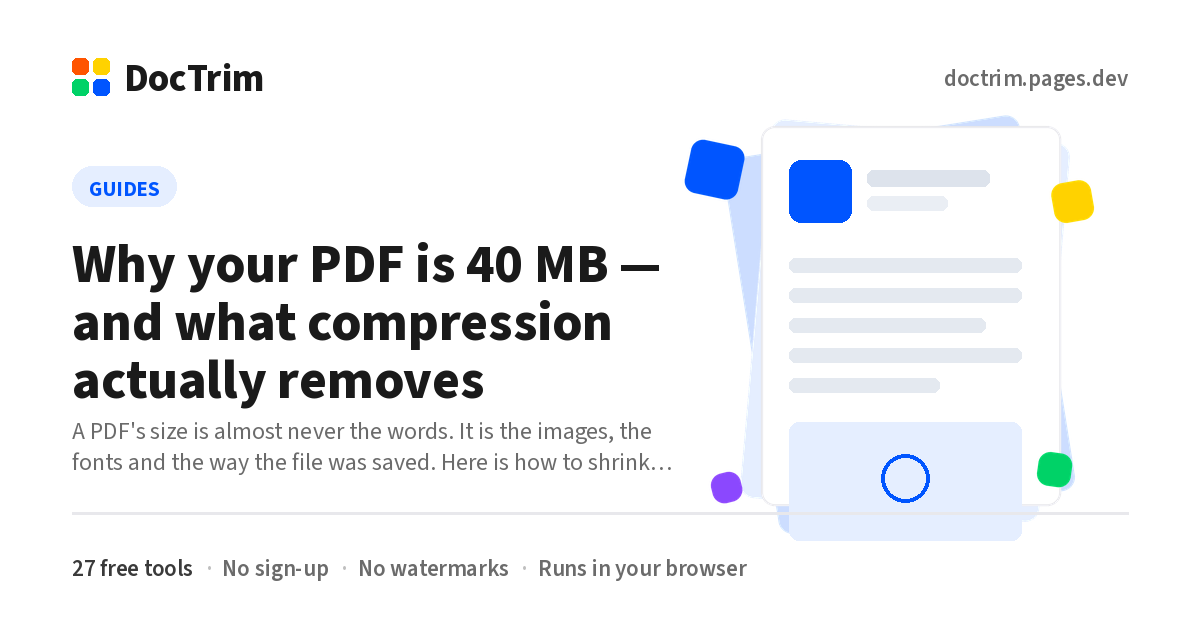 DocTrim
doctrim.pages.dev
GUIDES
Why your PDF is 40 MB —
and what compression
actually removes
A PDF's size is almost never the words. It is the images, the
fonts and the way the file was saved. Here is how to shrink…
27 free tools · No sign-up · No watermarks · Runs in your browser